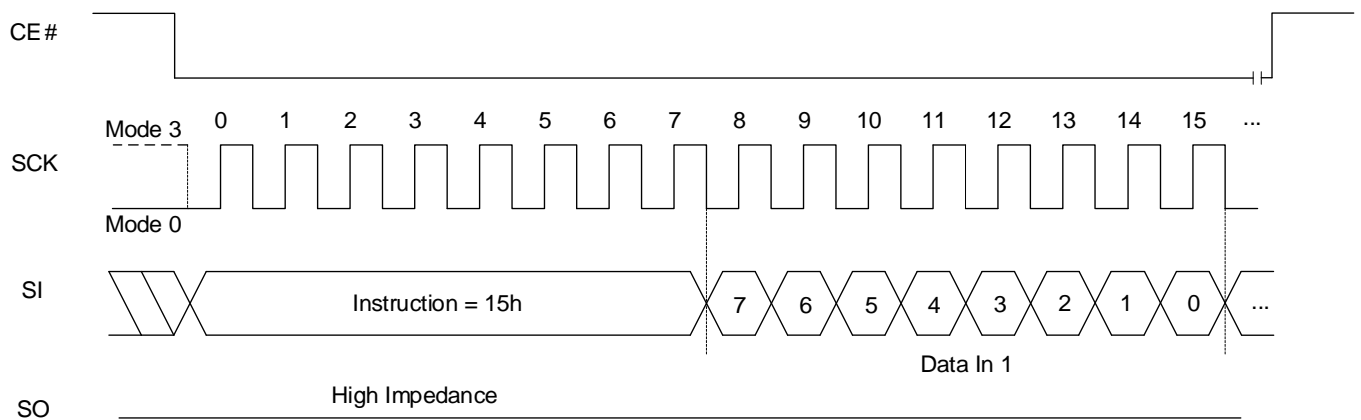 CE#
Mode 3 0 1 2 3 4 5 6 7 8 9 10 11 12 13 14 15 ...
SCK
Mode 0
SI Instruction = 15h 7 6 5 4 3 2 1 0 ...
Data In 1
High Impedance
SO